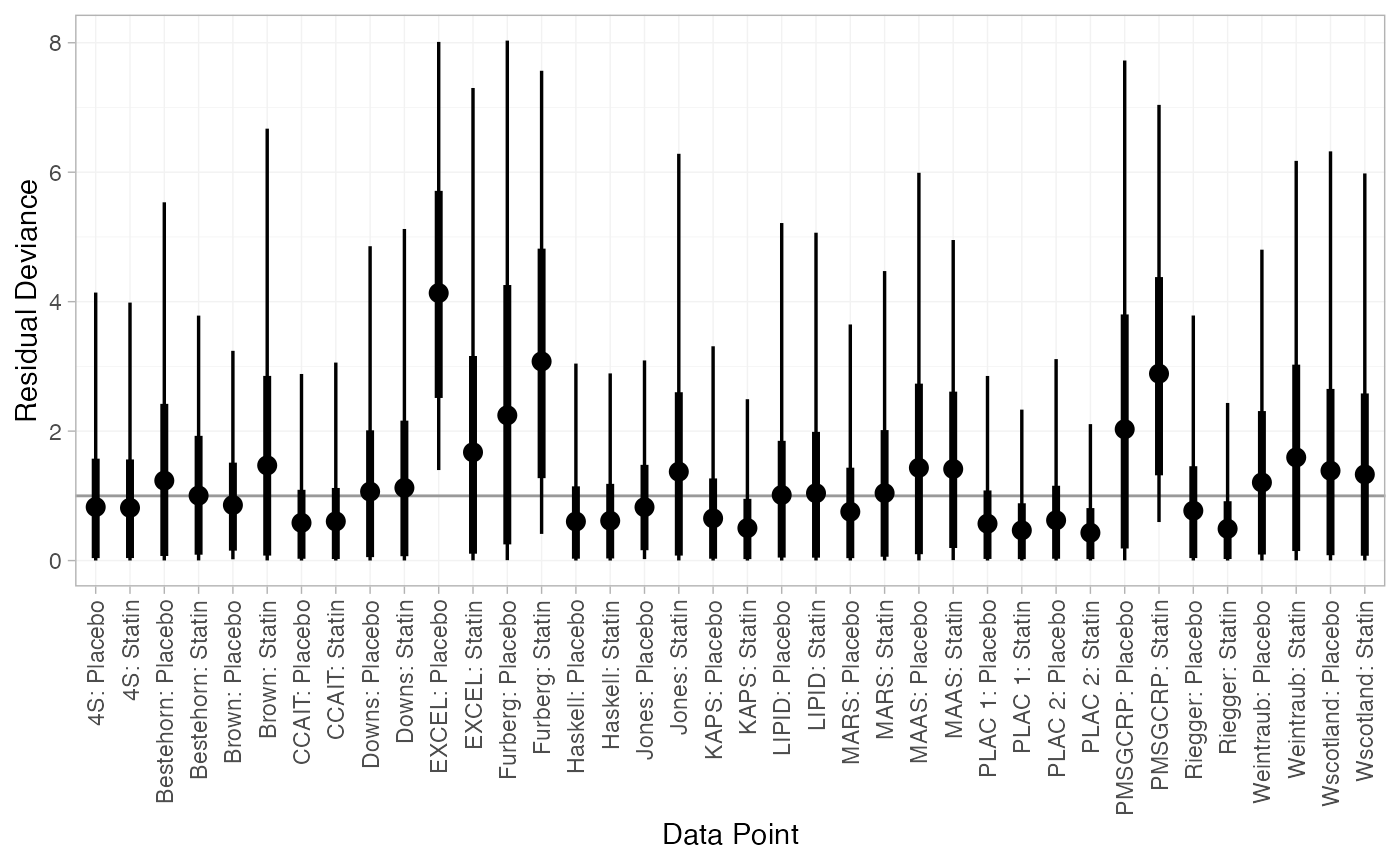 Residual Deviance
8
6
4
2
0
4S: Placebo
4S: Statin
Bestehorn: Placebo
Bestehorn: Statin
Brown: Placebo
Brown: Statin
CCAIT: Placebo
CCAIT: Statin
Downs: Placebo
Downs: Statin
EXCEL: Placebo
EXCEL: Statin
Furberg: Placebo
Furberg: Statin
Haskell: Placebo
Haskell: Statin
Jones: Placebo
Jones: Statin
KAPS: Placebo
KAPS: Statin
LIPID: Placebo
LIPID: Statin
MARS: Placebo
MARS: Statin
MAAS: Placebo
MAAS: Statin
PLAC 1: Placebo
PLAC 1: Statin
PLAC 2: Placebo
PLAC 2: Statin
PMSGCRP: Placebo
PMSGCRP: Statin
Riegger: Placebo
Riegger: Statin
Weintraub: Placebo
Weintraub: Statin
Wscotland: Placebo
Wscotland: Statin
Data Point